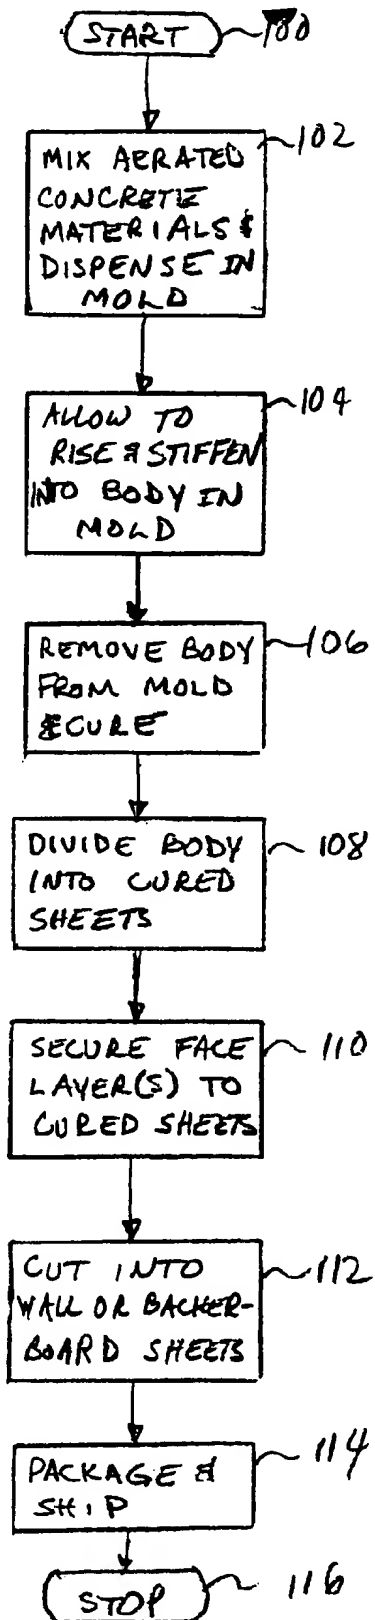 START 100
MIX AERATED 102
CONCRETE
MATERIALS &
DISPENSE IN
MOLD
ALLOW TO 104
RISE & STIFFEN
INTO BODY IN
MOLD
REMOVE BODY 106
FROM MOLD
& CURE
DIVIDE BODY 108
INTO CURED
SHEETS
SECURE FACE 110
LAYER(S) TO
CURED SHEETS
CUT INTO 112
WALL OR BACKER-
BOARD SHEETS
PACKAGE & 114
SHIP
STOP 116